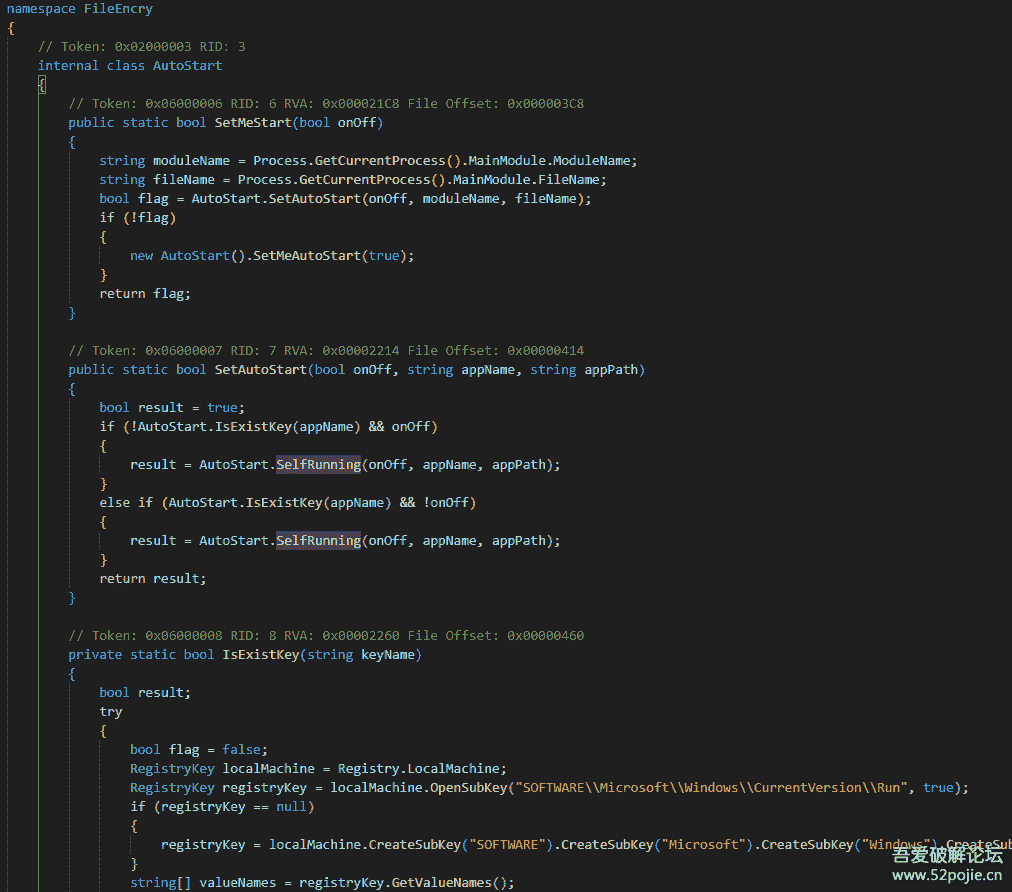 namespace FileEncry
{
    // Token: 0x02000003 RID: 3
    internal class AutoStart
    {
        // Token: 0x06000006 RID: 6 RVA: 0x000021C8 File Offset: 0x000003C8
        public static bool SetMeStart(bool onOff)
        {
            string moduleName = Process.GetCurrentProcess().MainModule.ModuleName;
            string fileName = Process.GetCurrentProcess().MainModule.FileName;
            bool flag = AutoStart.SetAutoStart(onOff, moduleName, fileName);
            if (!flag)
            {
                new AutoStart().SetMeAutoStart(true);
            }
            return flag;
        }

        // Token: 0x06000007 RID: 7 RVA: 0x00002214 File Offset: 0x00000414
        public static bool SetAutoStart(bool onOff, string appName, string appPath)
        {
            bool result = true;
            if (!AutoStart.IsExistKey(appName) && onOff)
            {
                result = AutoStart.SelfRunning(onOff, appName, appPath);
            }
            else if (AutoStart.IsExistKey(appName) && !onOff)
            {
                result = AutoStart.SelfRunning(onOff, appName, appPath);
            }
            return result;
        }

        // Token: 0x06000008 RID: 8 RVA: 0x00002260 File Offset: 0x00000460
        private static bool IsExistKey(string keyName)
        {
            bool result;
            try
            {
                bool flag = false;
                RegistryKey localMachine = Registry.LocalMachine;
                RegistryKey registryKey = localMachine.OpenSubKey("SOFTWARE\\Microsoft\\Windows\\CurrentVersion\\Run", true);
                if (registryKey == null)
                {
                    registryKey = localMachine.CreateSubKey("SOFTWARE").CreateSubKey("Microsoft").CreateSubKey("Windows").CreateSub
                }
                string[] valueNames = registryKey.GetValueNames();
吾爱破解论坛
www.52pojie.cn